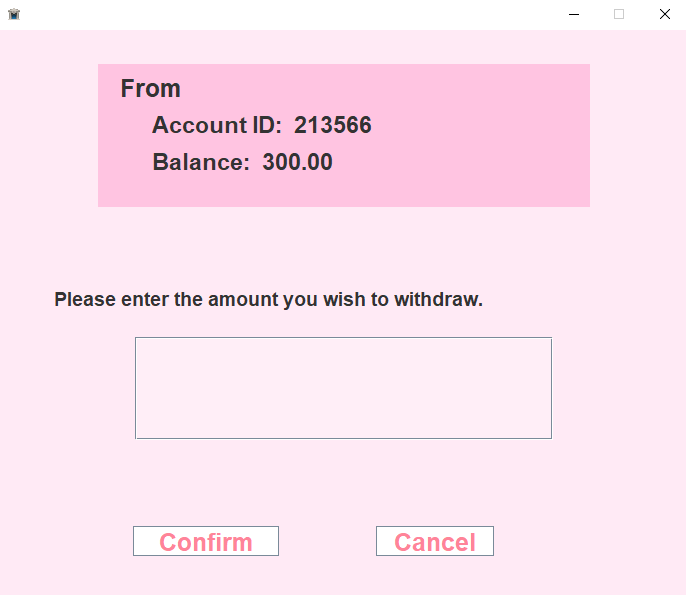 From
Account ID: 213566
Balance: 300.00
Please enter the amount you wish to withdraw.
Confirm
Cancel